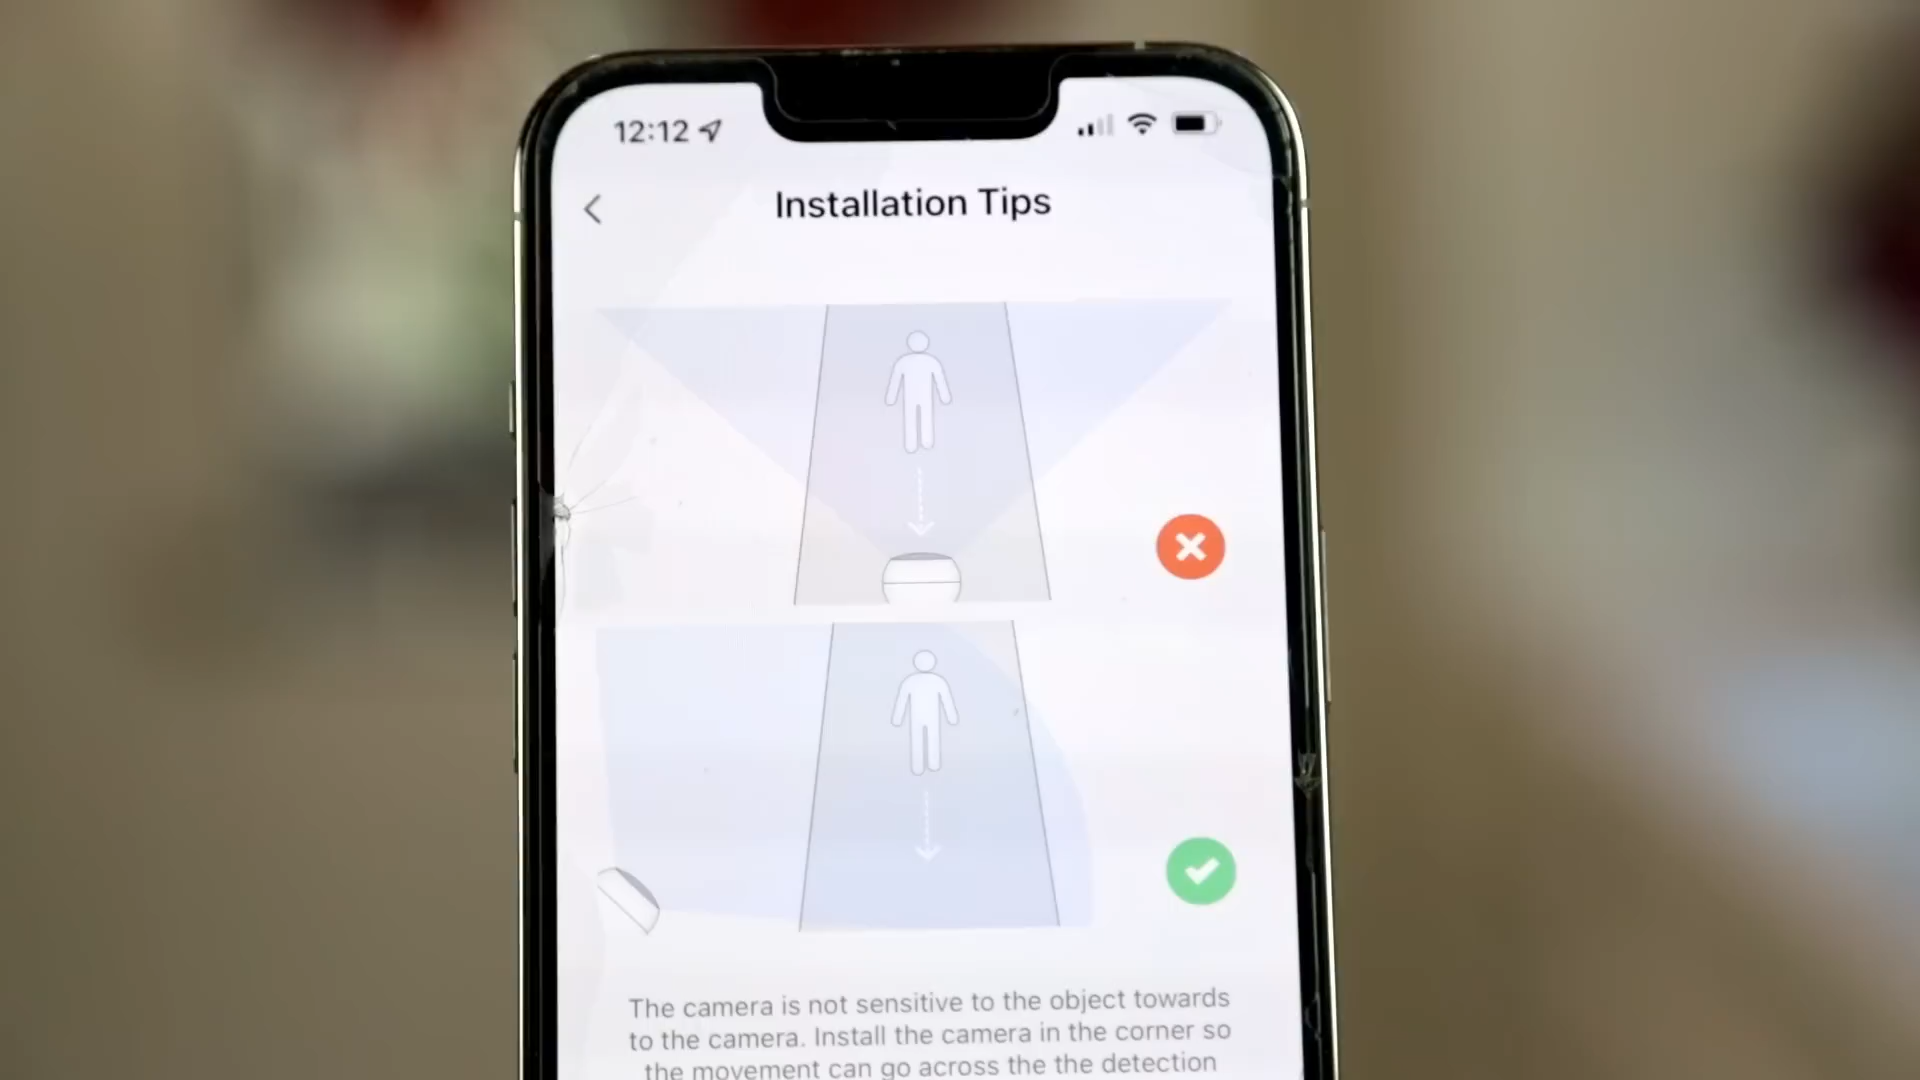 12:12
Installation Tips
The camera is not sensitive to the object towards
to the camera. Install the camera in the corner so
the movement can go across the the detection